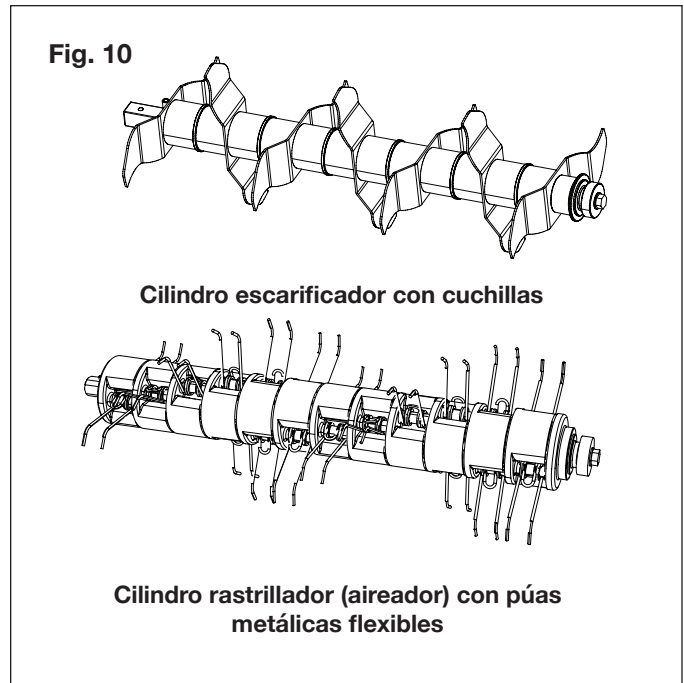 Fig. 10
Cilindro escarificador con cuchillas
Cilindro rastrillador (aireador) con púas
metálicas flexibles